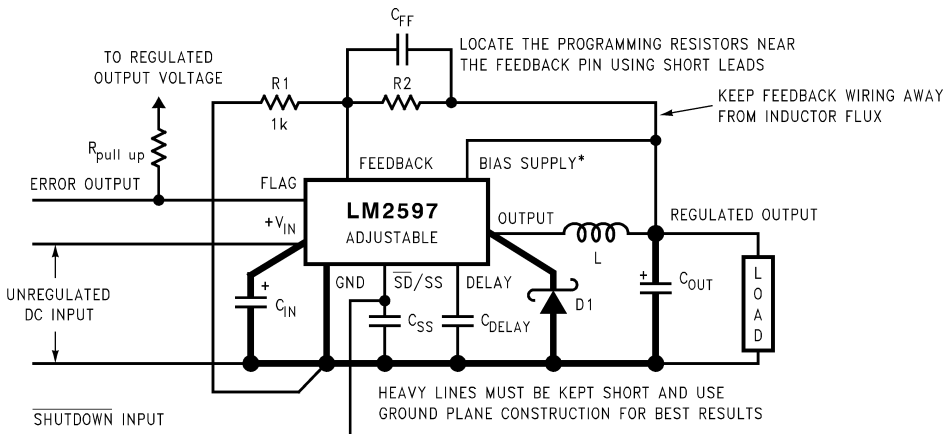 C_FF
LOCATE THE PROGRAMMING RESISTORS NEAR
THE FEEDBACK PIN USING SHORT LEADS
TO REGULATED
OUTPUT VOLTAGE
R1
1k
R2
KEEP FEEDBACK WIRING AWAY
FROM INDUCTOR FLUX
R_pull up
FEEDBACK
BIAS SUPPLY*
ERROR OUTPUT
FLAG
LM2597
ADJUSTABLE
+V_IN
OUTPUT
REGULATED OUTPUT
L
UNREGULATED
DC INPUT
+
C_IN
GND
S̅D̅/SS
DELAY
C_SS
C_DELAY
D1
+
C_OUT
LOAD
HEAVY LINES MUST BE KEPT SHORT AND USE
GROUND PLANE CONSTRUCTION FOR BEST RESULTS
S̅H̅U̅T̅D̅O̅W̅N̅ INPUT